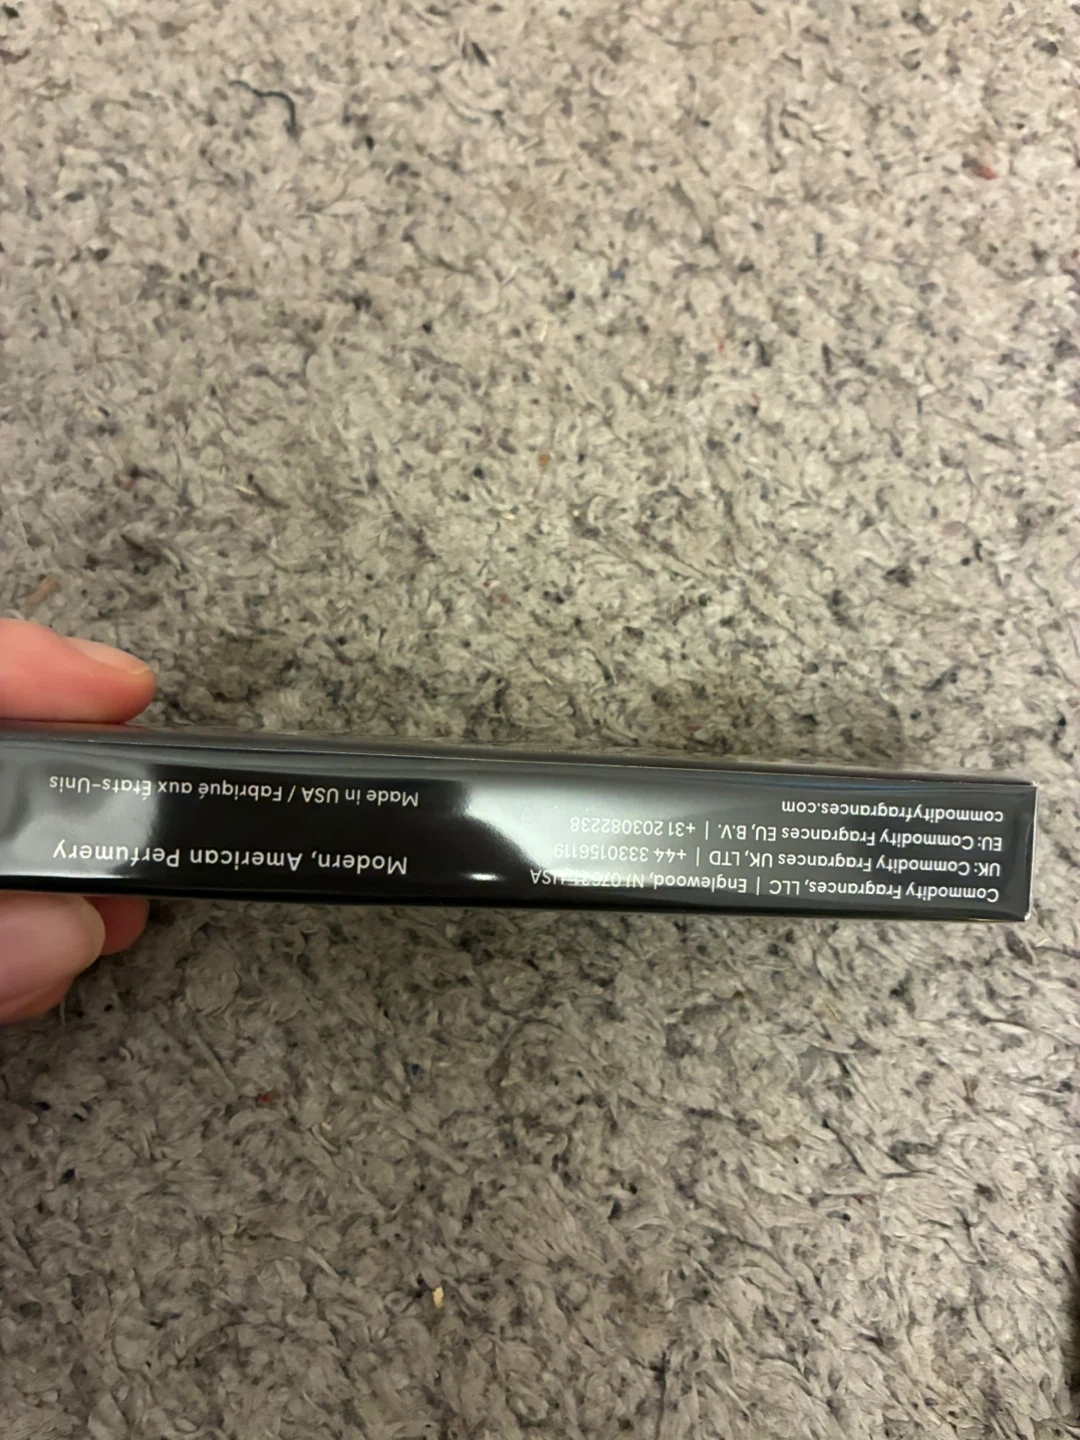 Commodity Fragrances, LLC | Englewood, NJ USA
UK: Commodity Fragrances UK, LTD | +44 3330156119
EU: Commodity Fragrances EU, B.V. | +31 203082238
commodityfragrances.com
Modern, American Perfumery
Made in USA / Fabriqué aux États-Unis